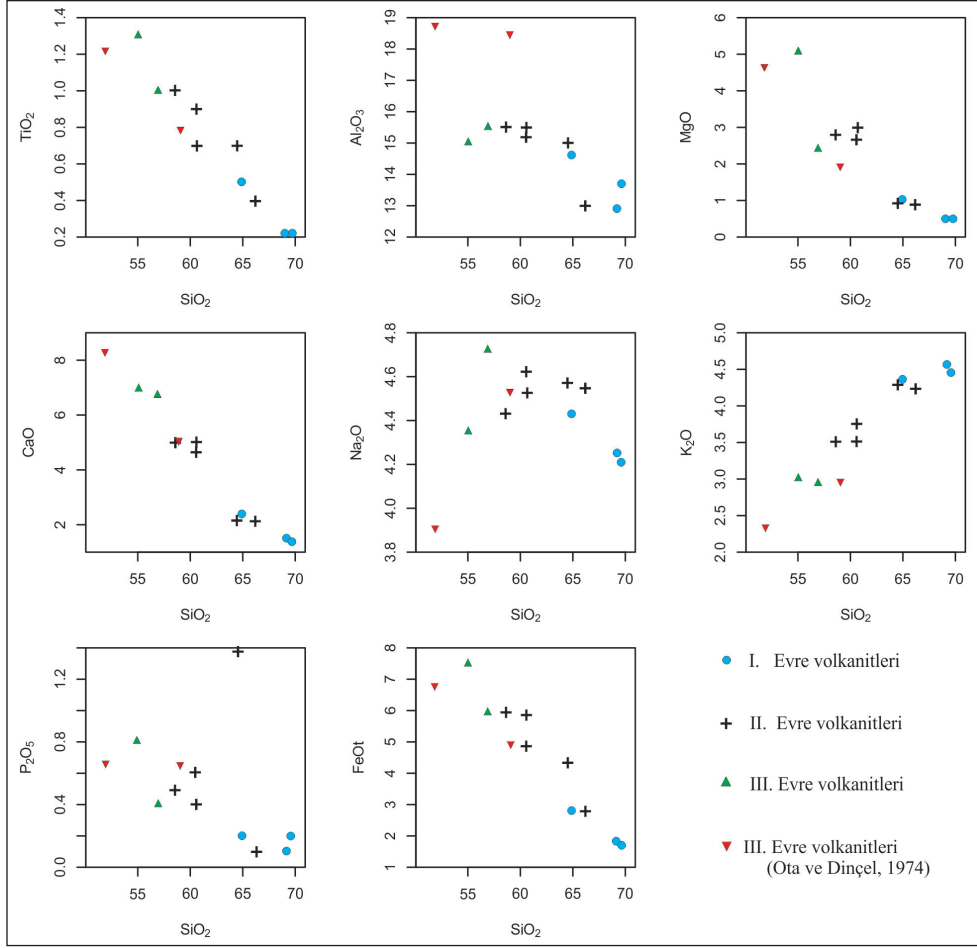 TiO₂
1.4
1.2
1.0
0.8
0.6
0.4
0.2
55 60 65 70
SiO₂
Al₂O₃
19
18
17
16
15
14
13
12
55 60 65 70
SiO₂
MgO
6
5
4
3
2
1
0
55 60 65 70
SiO₂
CaO
8
6
4
2
55 60 65 70
SiO₂
Na₂O
4.8
4.6
4.4
4.2
4.0
3.8
55 60 65 70
SiO₂
K₂O
5.0
4.5
4.0
3.5
3.0
2.5
2.0
55 60 65 70
SiO₂
P₂O₅
1.2
0.8
0.4
0.0
55 60 65 70
SiO₂
FeOt
8
7
6
5
4
3
2
1
55 60 65 70
SiO₂
I. Evre volkanitleri
II. Evre volkanitleri
III. Evre volkanitleri
III. Evre volkanitleri
(Ota ve Dinçel, 1974)